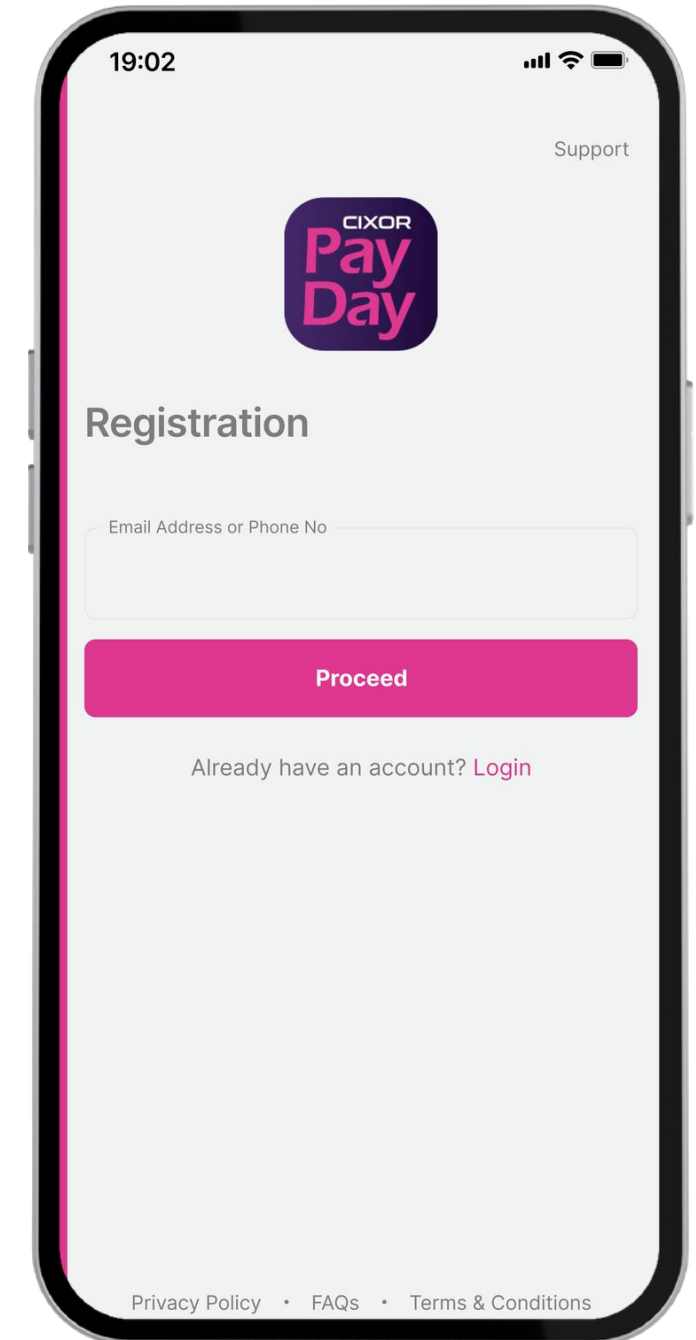 19:02
Support
CIXOR
Pay
Day
Registration
Email Address or Phone No
Proceed
Already have an account? Login
Privacy Policy • FAQs • Terms & Conditions